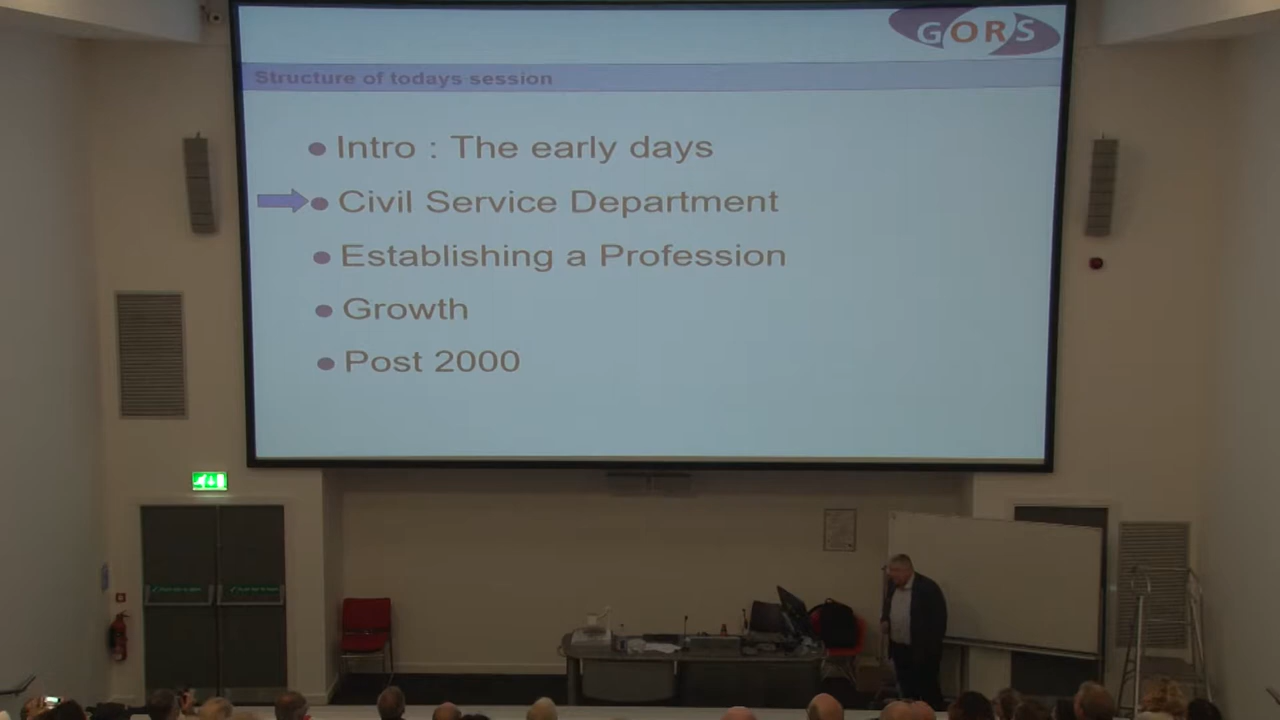 GORS
Structure of todays session
Intro : The early days
Civil Service Department
Establishing a Profession
Growth
Post 2000